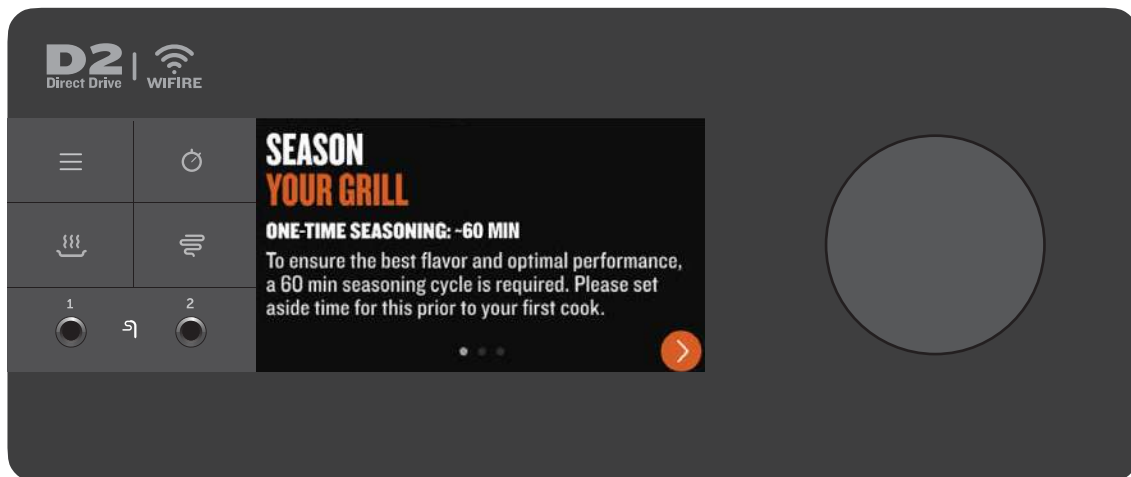 D2
Direct Drive
WIFIRE
SEASON
YOUR GRILL
ONE-TIME SEASONING: ~60 MIN
To ensure the best flavor and optimal performance,
a 60 min seasoning cycle is required. Please set
aside time for this prior to your first cook.
1 2